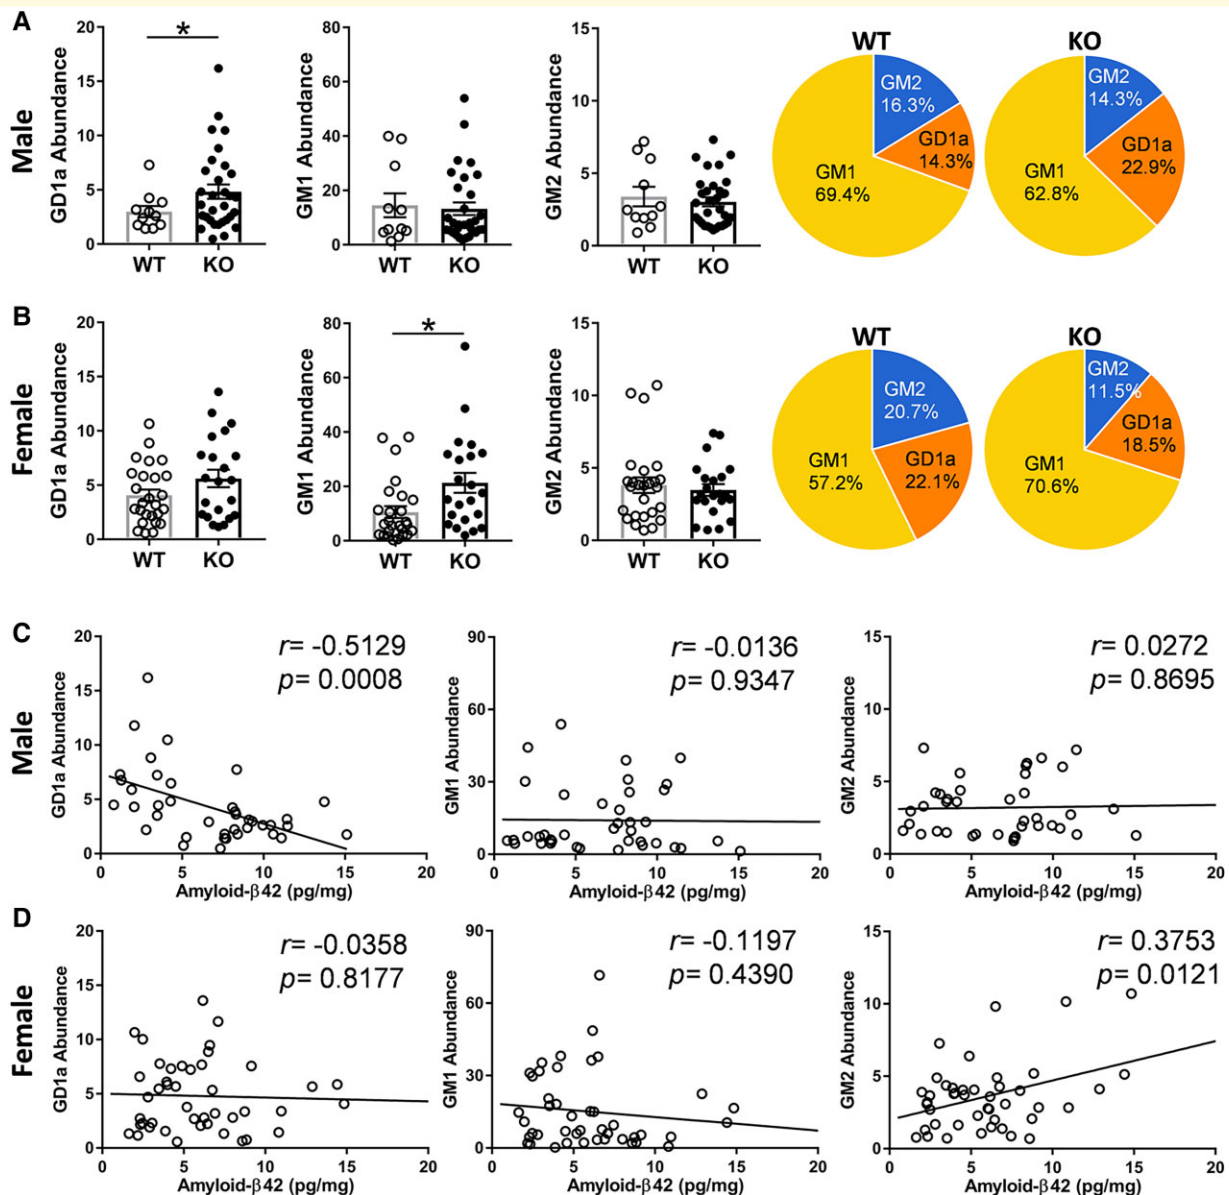 A
Male
GD1a Abundance
20
15
10
5
0
*
WT
KO
GM1 Abundance
80
60
40
20
0
WT
KO
GM2 Abundance
15
10
5
0
WT
KO
WT
GM2
16.3%
GD1a
14.3%
GM1
69.4%
KO
GM2
14.3%
GD1a
22.9%
GM1
62.8%
B
Female
GD1a Abundance
20
15
10
5
0
WT
KO
GM1 Abundance
80
60
40
20
0
*
WT
KO
GM2 Abundance
15
10
5
0
WT
KO
WT
GM2
20.7%
GD1a
22.1%
GM1
57.2%
KO
GM2
11.5%
GD1a
18.5%
GM1
70.6%
C
Male
GD1a Abundance
20
15
10
5
0
r= -0.5129
p= 0.0008
0 5 10 15 20
Amyloid-β42 (pg/mg)
GM1 Abundance
90
60
30
0
r= -0.0136
p= 0.9347
0 5 10 15 20
Amyloid-β42 (pg/mg)
GM2 Abundance
15
10
5
0
r= 0.0272
p= 0.8695
0 5 10 15 20
Amyloid-β42 (pg/mg)
D
Female
GD1a Abundance
20
15
10
5
0
r= -0.0358
p= 0.8177
0 5 10 15 20
Amyloid-β42 (pg/mg)
GM1 Abundance
90
60
30
0
r= -0.1197
p= 0.4390
0 5 10 15 20
Amyloid-β42 (pg/mg)
GM2 Abundance
15
10
5
0
r= 0.3753
p= 0.0121
0 5 10 15 20
Amyloid-β42 (pg/mg)